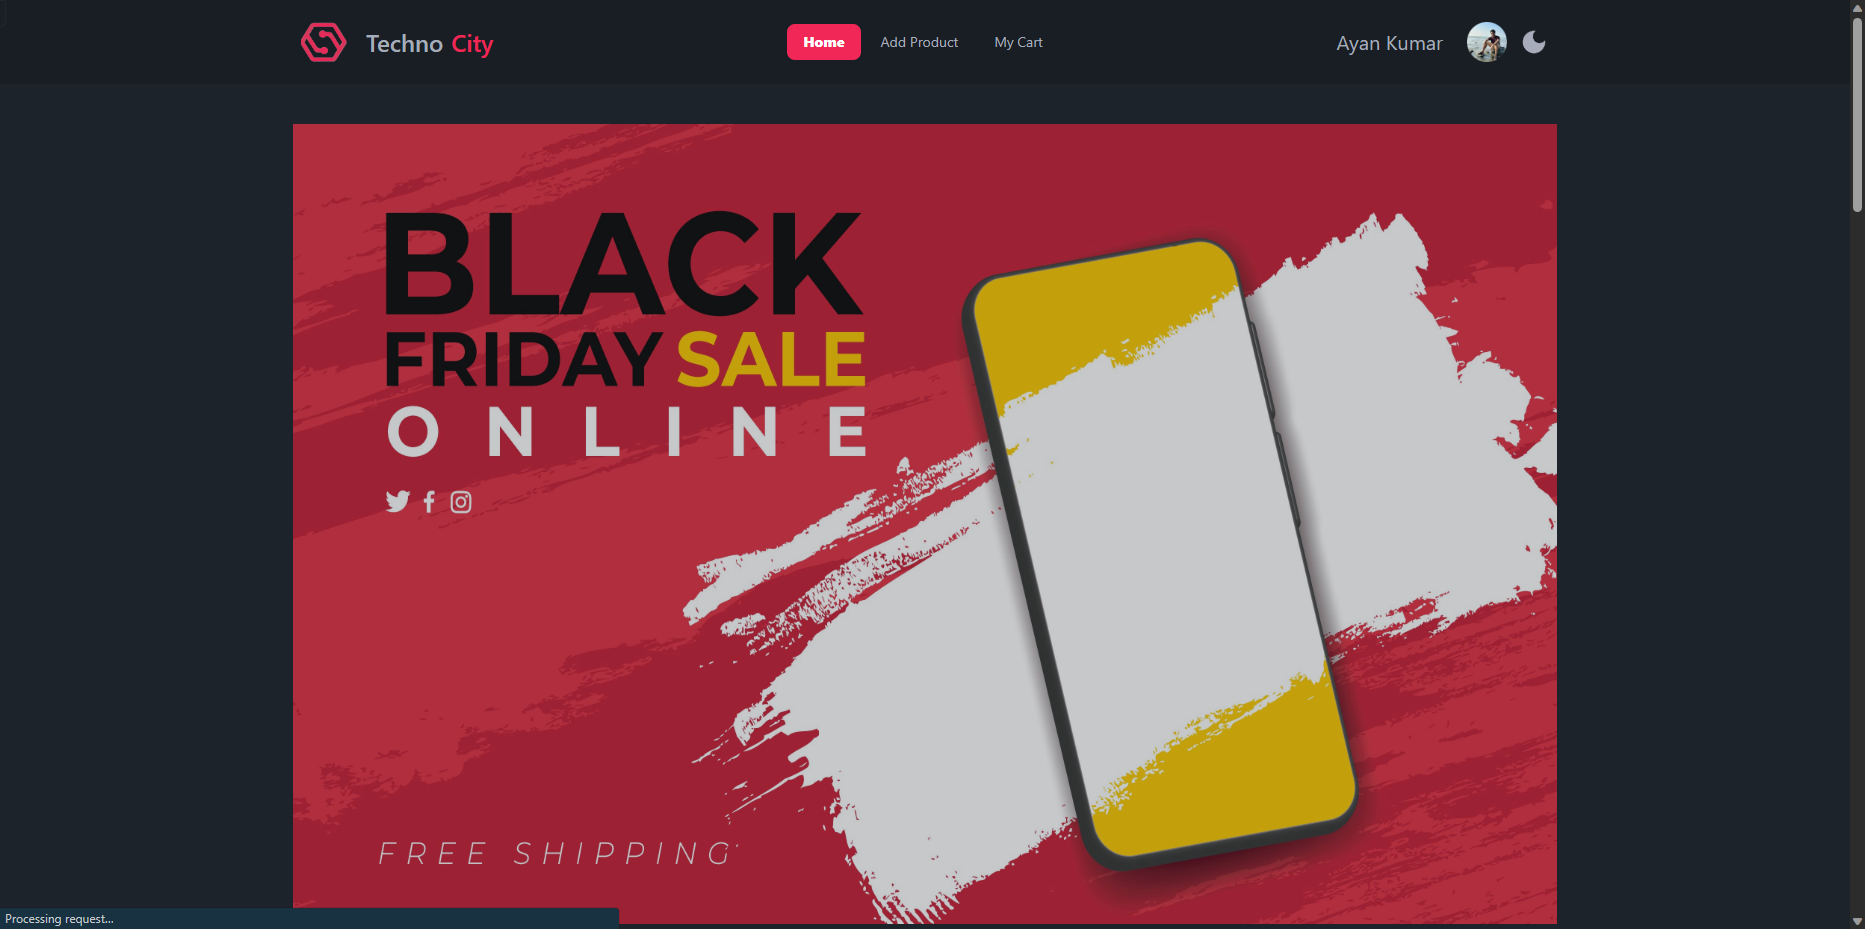 Techno City
Home
Add Product
My Cart
Ayan Kumar
BLACK
FRIDAY SALE
ONLINE
FREE SHIPPING
Processing request...